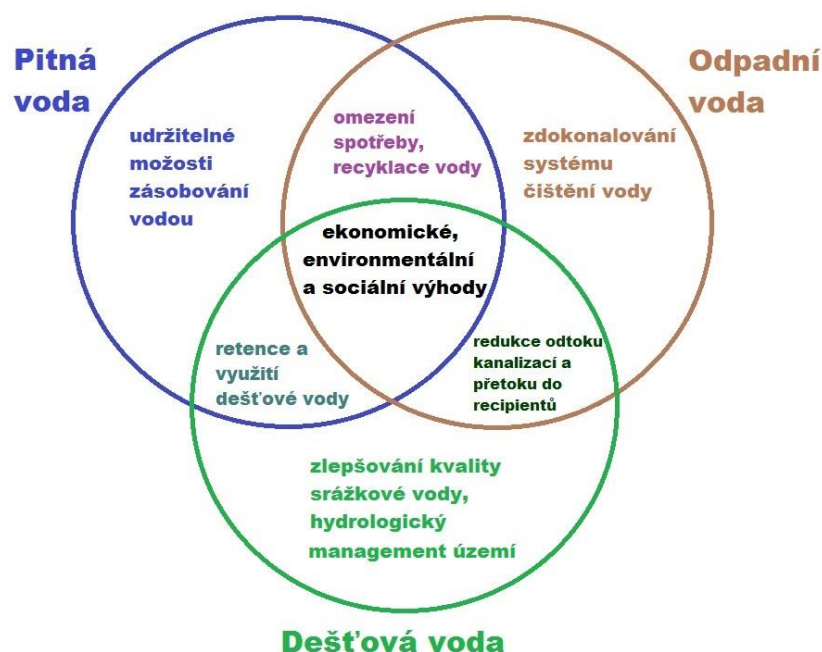 Pitná
voda
Odpadní
voda
udržitelné
možosti
zásobování
vodou
omezení
spotřeby,
recyklace vody
zdokonalování
systému
čištění vody
ekonomické,
environmentální
a sociální výhody
retence a
využití
dešťové vody
redukce odtoku
kanalizací a
přetoku do
recipientů
zlepšování kvality
srážkové vody,
hydrologický
management území
Dešťová voda